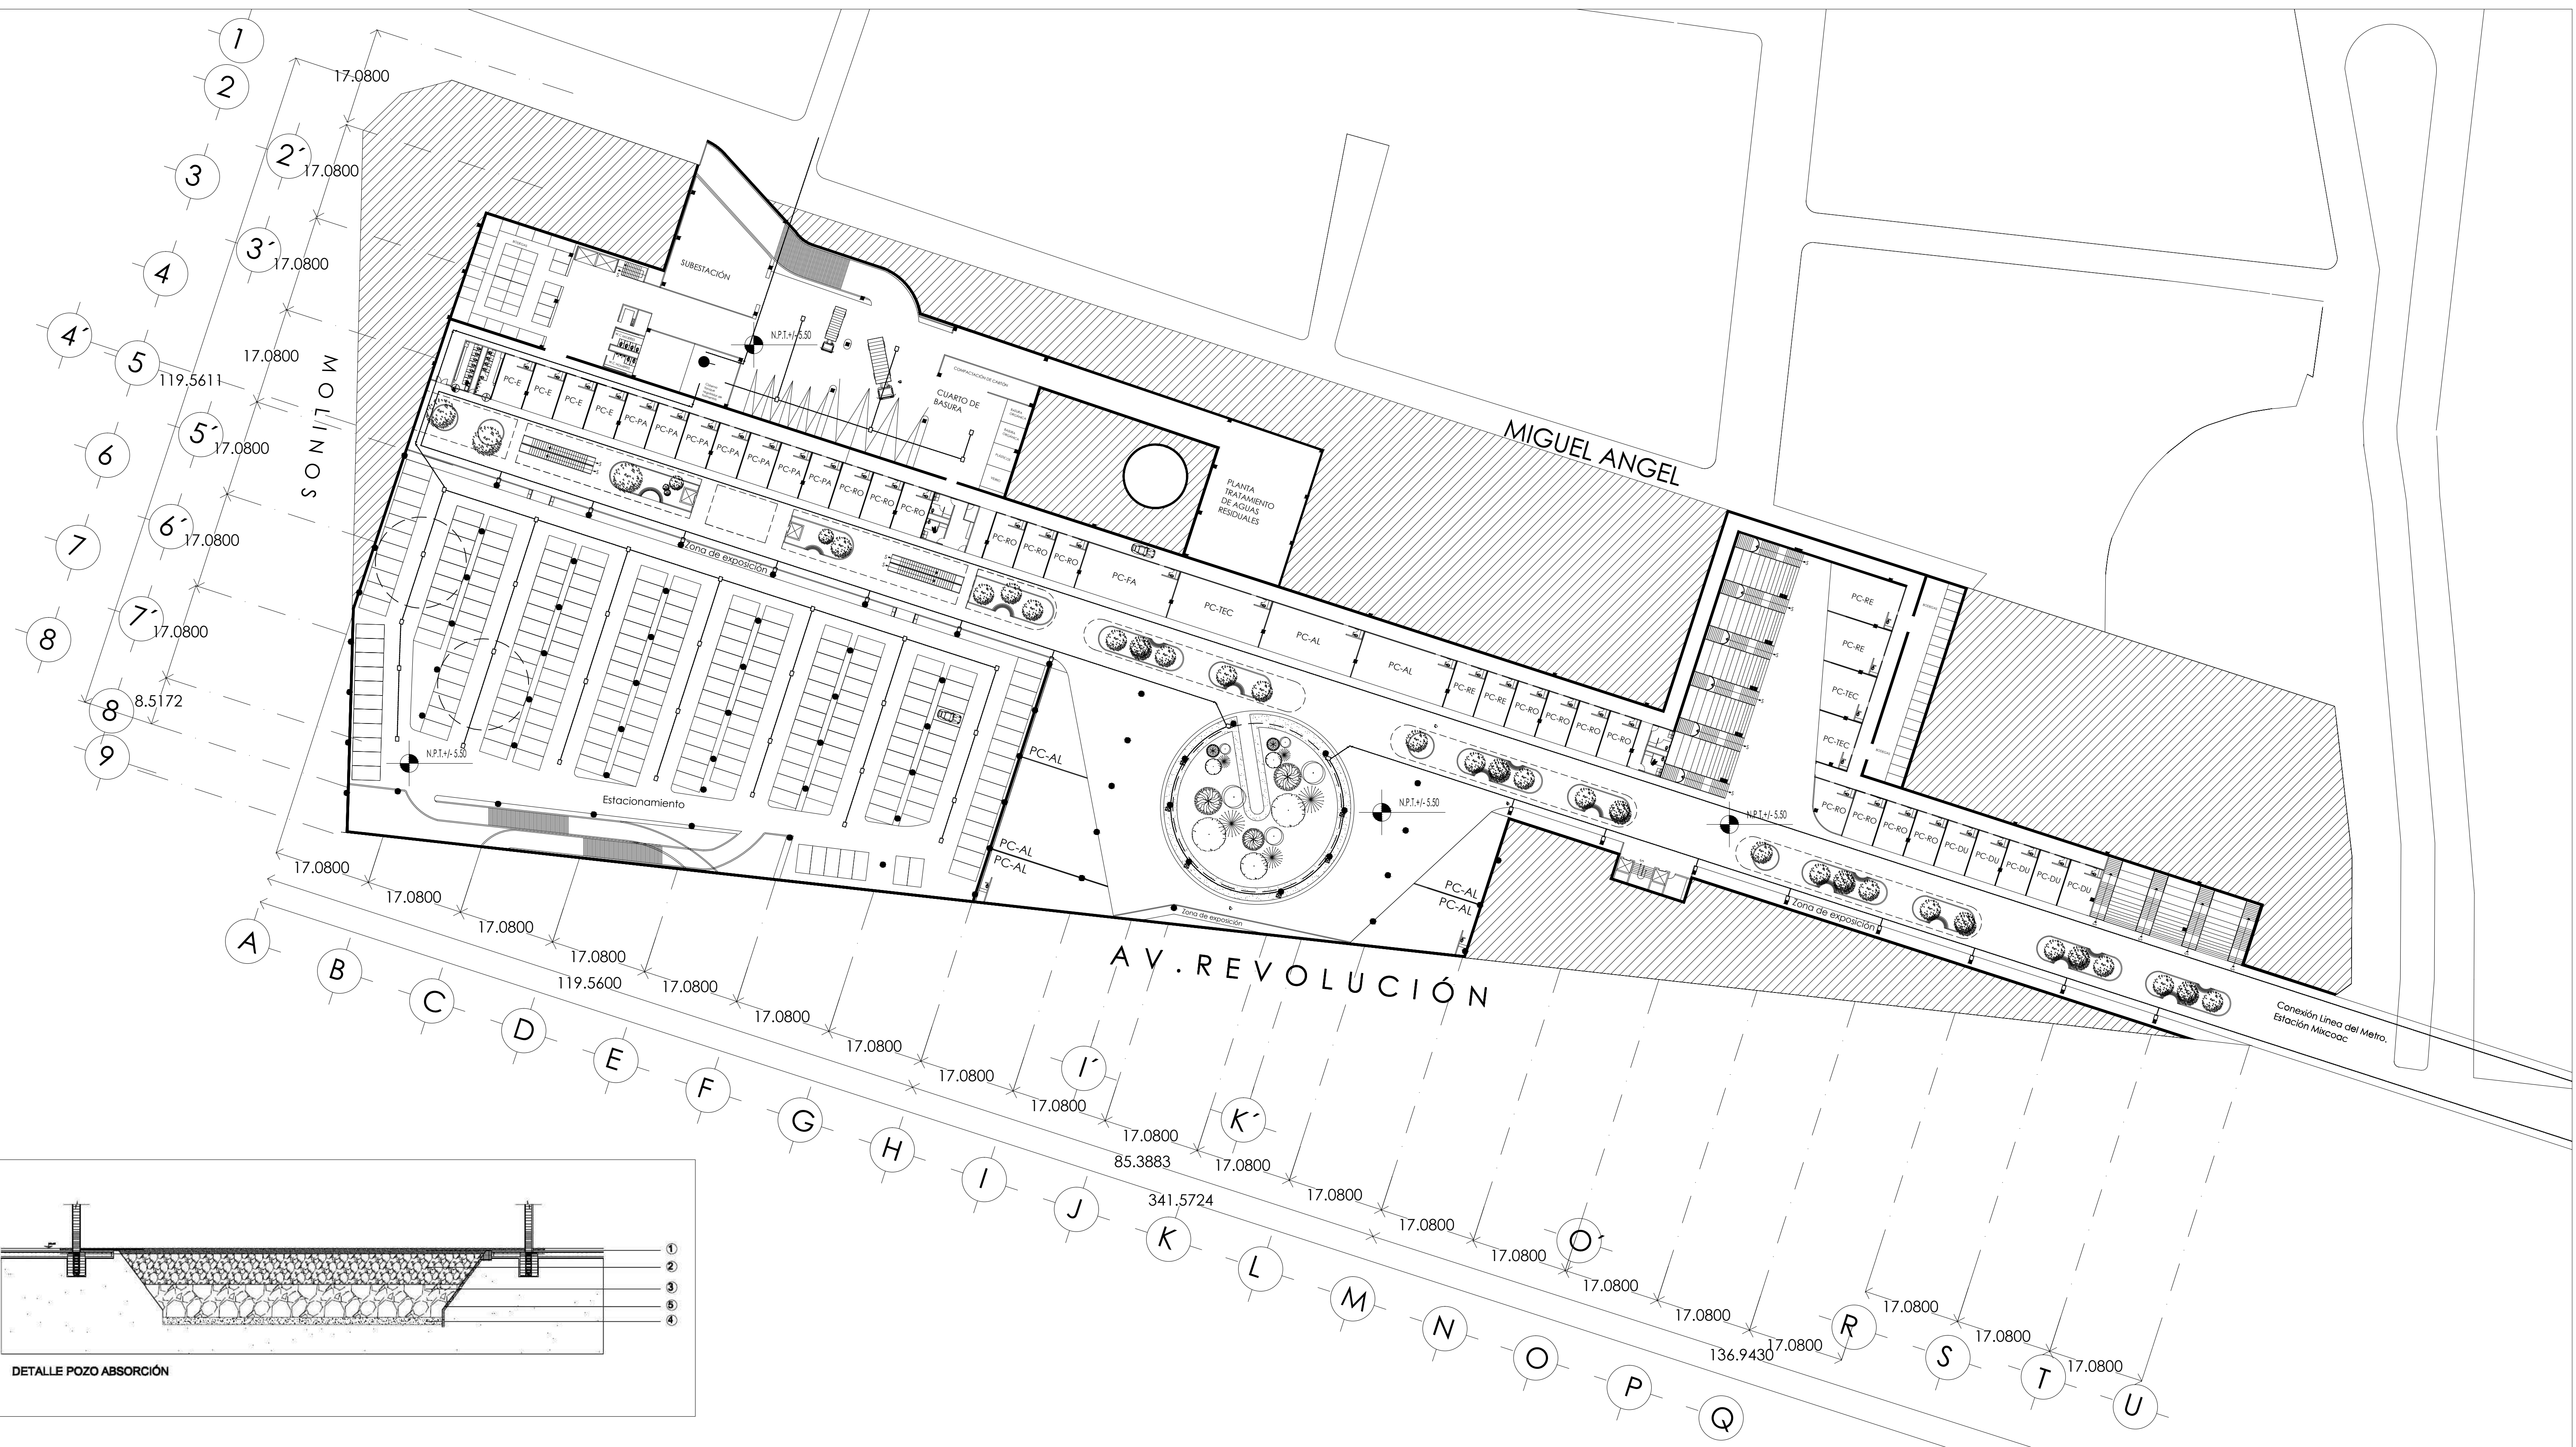 1
2
17.0800
2´
17.0800
3
3´
17.0800
4
4´
5
119.5611
17.0800
MOLINOS
5´
17.0800
6
6´
17.0800
7
7´
17.0800
8
8´
8.5172
9
SUBESTACIÓN
BODEGAS
N.P.T.+/- 5.50
COMPACTACIÓN DE CARTÓN
CUARTO DE
BASURA
PLANTA
TRATAMIENTO
DE AGUAS
RESIDUALES
MIGUEL ANGEL
PC-E
PC-E
PC-E
PC-E
PC-PA
PC-PA
PC-PA
PC-PA
PC-PA
PC-PA
PC-PA
PC-RO
PC-RO
PC-RO
PC-RO
PC-RO
PC-RO
PC-FA
PC-TEC
PC-AL
PC-AL
PC-RE
PC-RE
PC-RO
PC-RO
PC-RO
PC-RO
PC-RE
PC-RE
PC-TEC
PC-TEC
BODEGAS
BODEGAS
PC-RO
PC-RO
PC-RO
PC-RO
PC-DU
PC-DU
PC-DU
PC-DU
PC-DU
Zona de exposición
N.P.T.+/- 5.50
Estacionamiento
PC-AL
PC-AL
PC-AL
N.P.T.+/- 5.50
N.P.T.+/- 5.50
PC-AL
PC-AL
Zona de exposición
Zona de exposición
AV. REVOLUCIÓN
Conexión Linea del Metro.
Estación Mixcoac
17.0800
17.0800
17.0800
17.0800
119.5600
17.0800
17.0800
17.0800
17.0800
17.0800
17.0800
85.3883
17.0800
341.5724
17.0800
17.0800
17.0800
17.0800
17.0800
17.0800
136.9430
17.0800
17.0800
17.0800
A
B
C
D
E
F
G
H
I
I´
J
K
K´
L
M
N
O
O´
P
Q
R
S
T
U
1
2
3
5
4
DETALLE POZO ABSORCIÓN